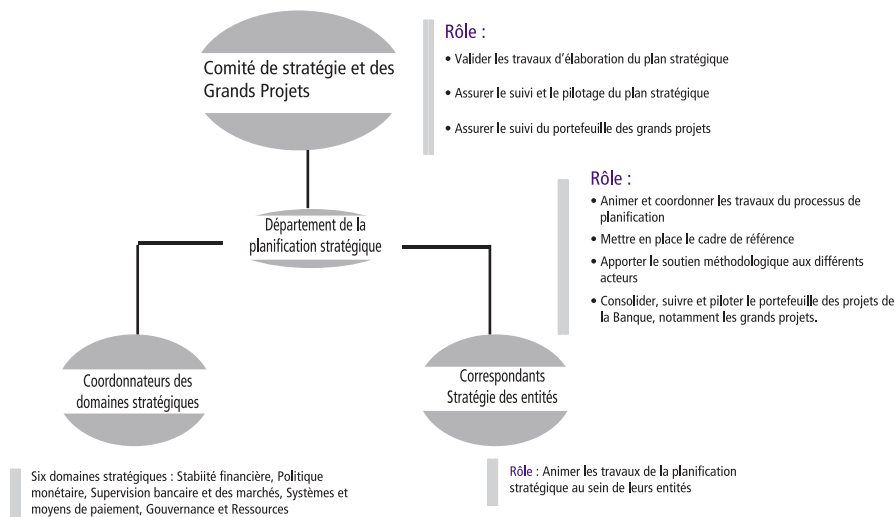 Comité de stratégie et des
Grands Projets
Rôle :
• Valider les travaux d'élaboration du plan stratégique
• Assurer le suivi et le pilotage du plan stratégique
• Assurer le suivi du portefeuille des grands projets
Département de la
planification stratégique
Rôle :
• Animer et coordonner les travaux du processus de
planification
• Mettre en place le cadre de référence
• Apporter le soutien méthodologique aux différents
acteurs
• Consolider, suivre et piloter le portefeuille des projets de
la Banque, notamment les grands projets.
Coordonnateurs des
domaines stratégiques
Correspondants
Stratégie des entités
Six domaines stratégiques : Stabiité financière, Politique
monétaire, Supervision bancaire et des marchés, Systèmes et
moyens de paiement, Gouvernance et Ressources
Rôle : Animer les travaux de la planification
stratégique au sein de leurs entités